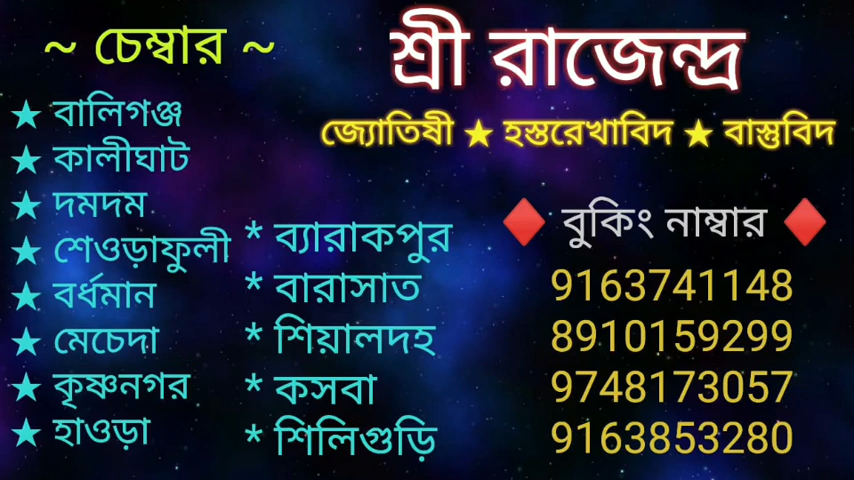 ~ চেম্বার ~
★ বালিগঞ্জ
★ কালীঘাট
★ দমদম
★ শেওড়াফুলী
★ বর্ধমান
★ মেচেদা
★ কৃষ্ণনগর
★ হাওড়া
* ব্যারাকপুর
* বারাসাত
* শিয়ালদহ
* কসবা
* শিলিগুড়ি
শ্রী রাজেন্দ্র
জ্যোতিষী ★ হস্তরেখাবিদ ★ বাস্তুবিদ
♦ বুকিং নাম্বার ♦
9163741148
8910159299
9748173057
9163853280